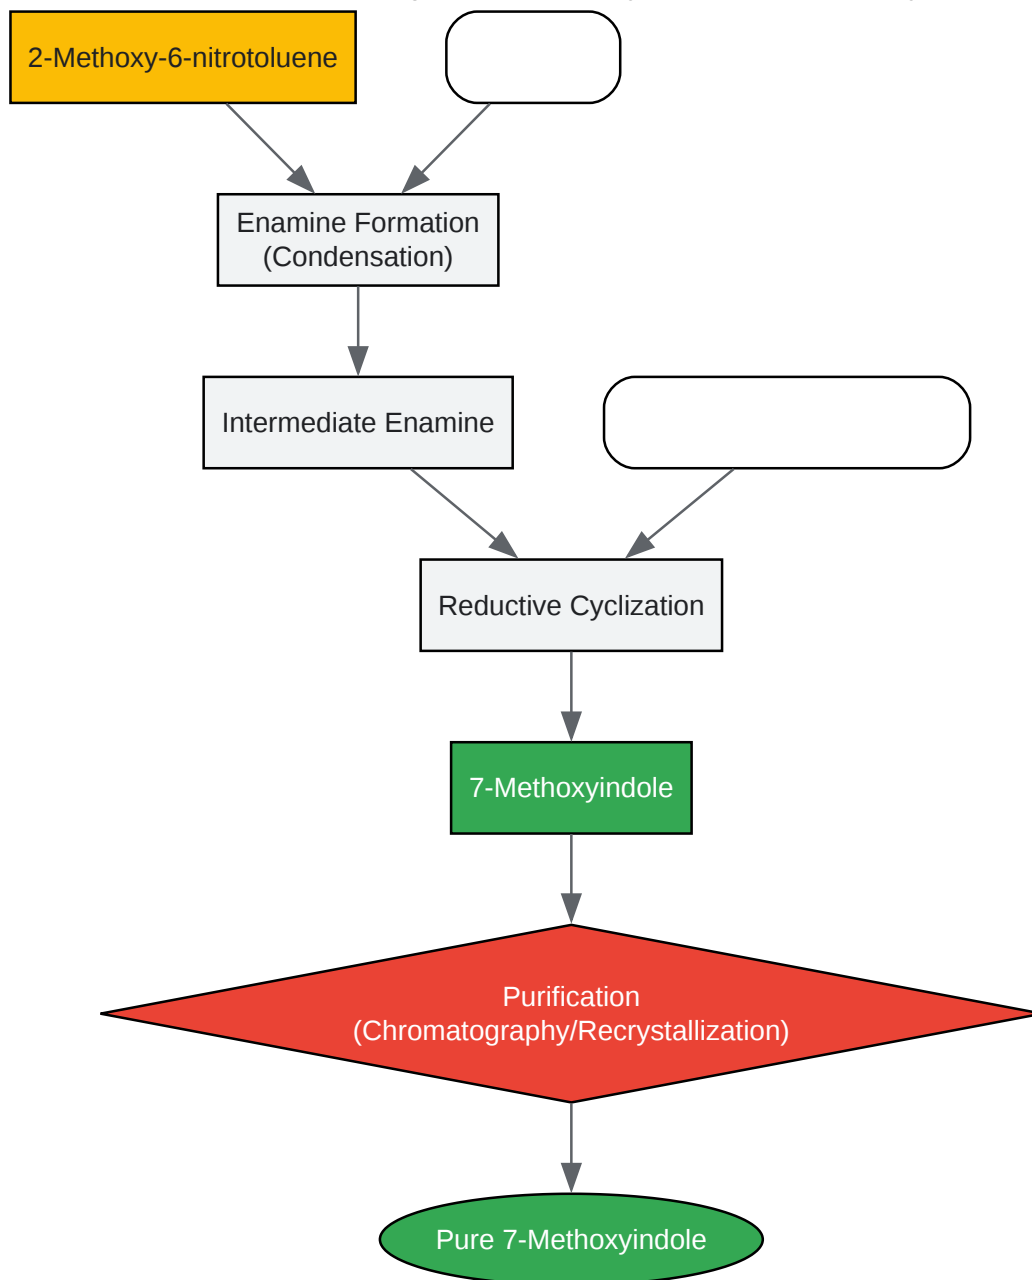 2-Methoxy-6-nitrotoluene
Enamine Formation
(Condensation)
Intermediate Enamine
Reductive Cyclization
7-Methoxyindole
Purification
(Chromatography/Recrystallization)
Pure 7-Methoxyindole